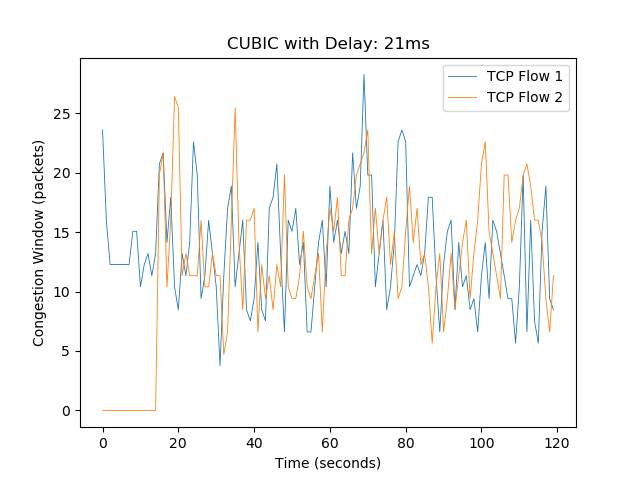 CUBIC with Delay: 21ms
TCP Flow 1
TCP Flow 2
Congestion Window (packets)
25
20
15
10
5
0
0 20 40 60 80 100 120
Time (seconds)